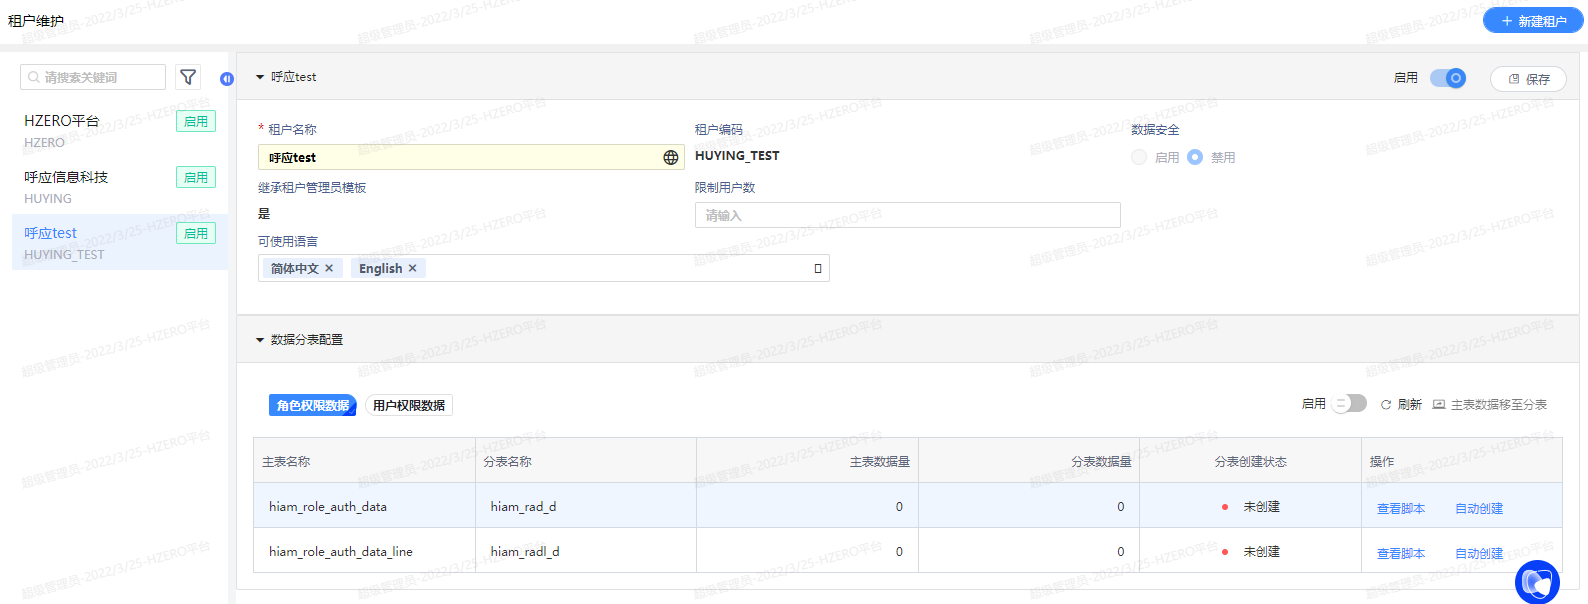 租户维护
新建租户
请搜索关键词
HZERO平台
启用
HZERO
呼应信息科技
启用
HUYING
呼应test
启用
HUYING_TEST
呼应test
启用
保存
* 租户名称
租户编码
数据安全
呼应test
HUYING_TEST
启用 禁用
继承租户管理员模板
限制用户数
是
请输入
可使用语言
简体中文 × English ×
数据分表配置
角色权限数据 用户权限数据
启用 刷新 主表数据移至分表
主表名称 分表名称 主表数据量 分表数据量 分表创建状态 操作
hiam_role_auth_data hiam_rad_d 0 0 未创建 查看脚本 自动创建
hiam_role_auth_data_line hiam_radl_d 0 0 未创建 查看脚本 自动创建
超级管理员-2022/3/25-HZERO平台